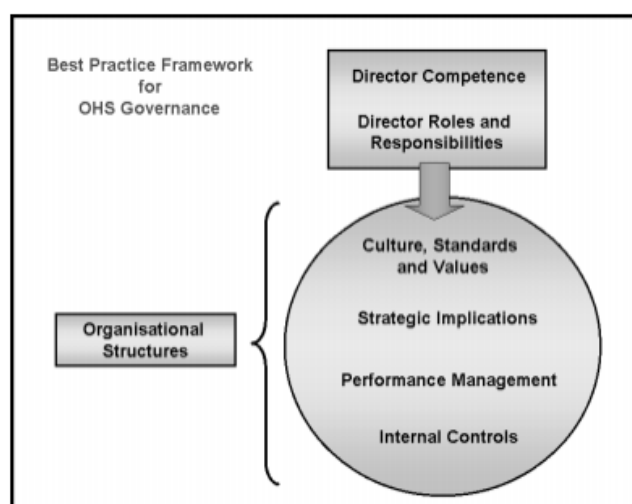 Best Practice Framework
for
OHS Governance
Director Competence
Director Roles and
Responsibilities
Culture, Standards
and Values
Strategic Implications
Performance Management
Internal Controls
Organisational
Structures